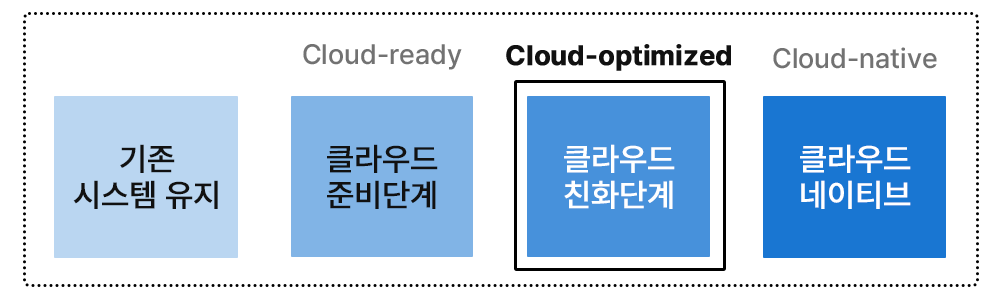 Cloud-ready
Cloud-optimized
Cloud-native
기존
시스템 유지
클라우드
준비단계
클라우드
친화단계
클라우드
네이티브